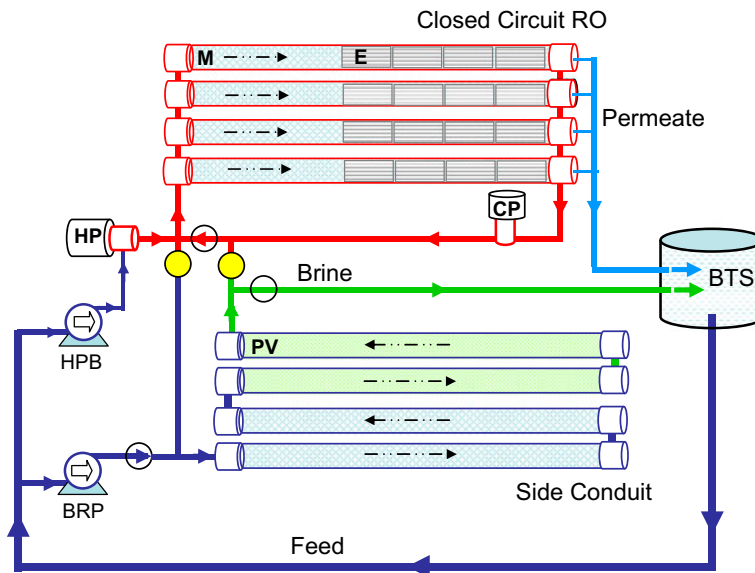 Closed Circuit RO
M
E
Permeate
CP
HP
BTS
Brine
HPB
PV
BRP
Side Conduit
Feed